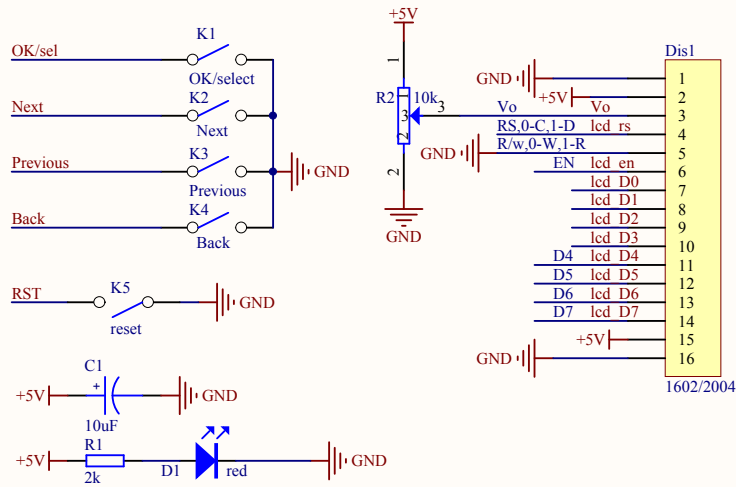 OK/sel
K1
OK/select
Next
K2
Next
Previous
K3
Previous
GND
Back
K4
Back
RST
K5
reset
GND
+5V
C1
+
10uF
GND
+5V
R1
2k
D1
red
GND
+5V
1
R2
1
3
2
10k
3
2
GND
Vo
Dis1
GND
1
+5V
2
Vo
3
RS,0-C,1-D
lcd_rs
4
GND
R/w,0-W,1-R
5
EN
lcd_en
6
lcd_D0
7
lcd_D1
8
lcd_D2
9
lcd_D3
10
D4
lcd_D4
11
D5
lcd_D5
12
D6
lcd_D6
13
D7
lcd_D7
14
+5V
15
GND
16
1602/2004